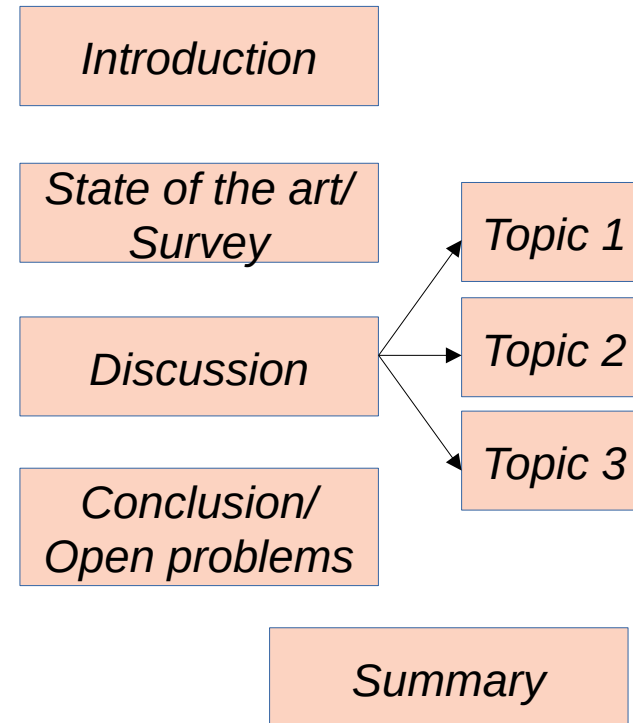 Introduction
State of the art/
Survey
Discussion
Topic 1
Topic 2
Topic 3
Conclusion/
Open problems
Summary